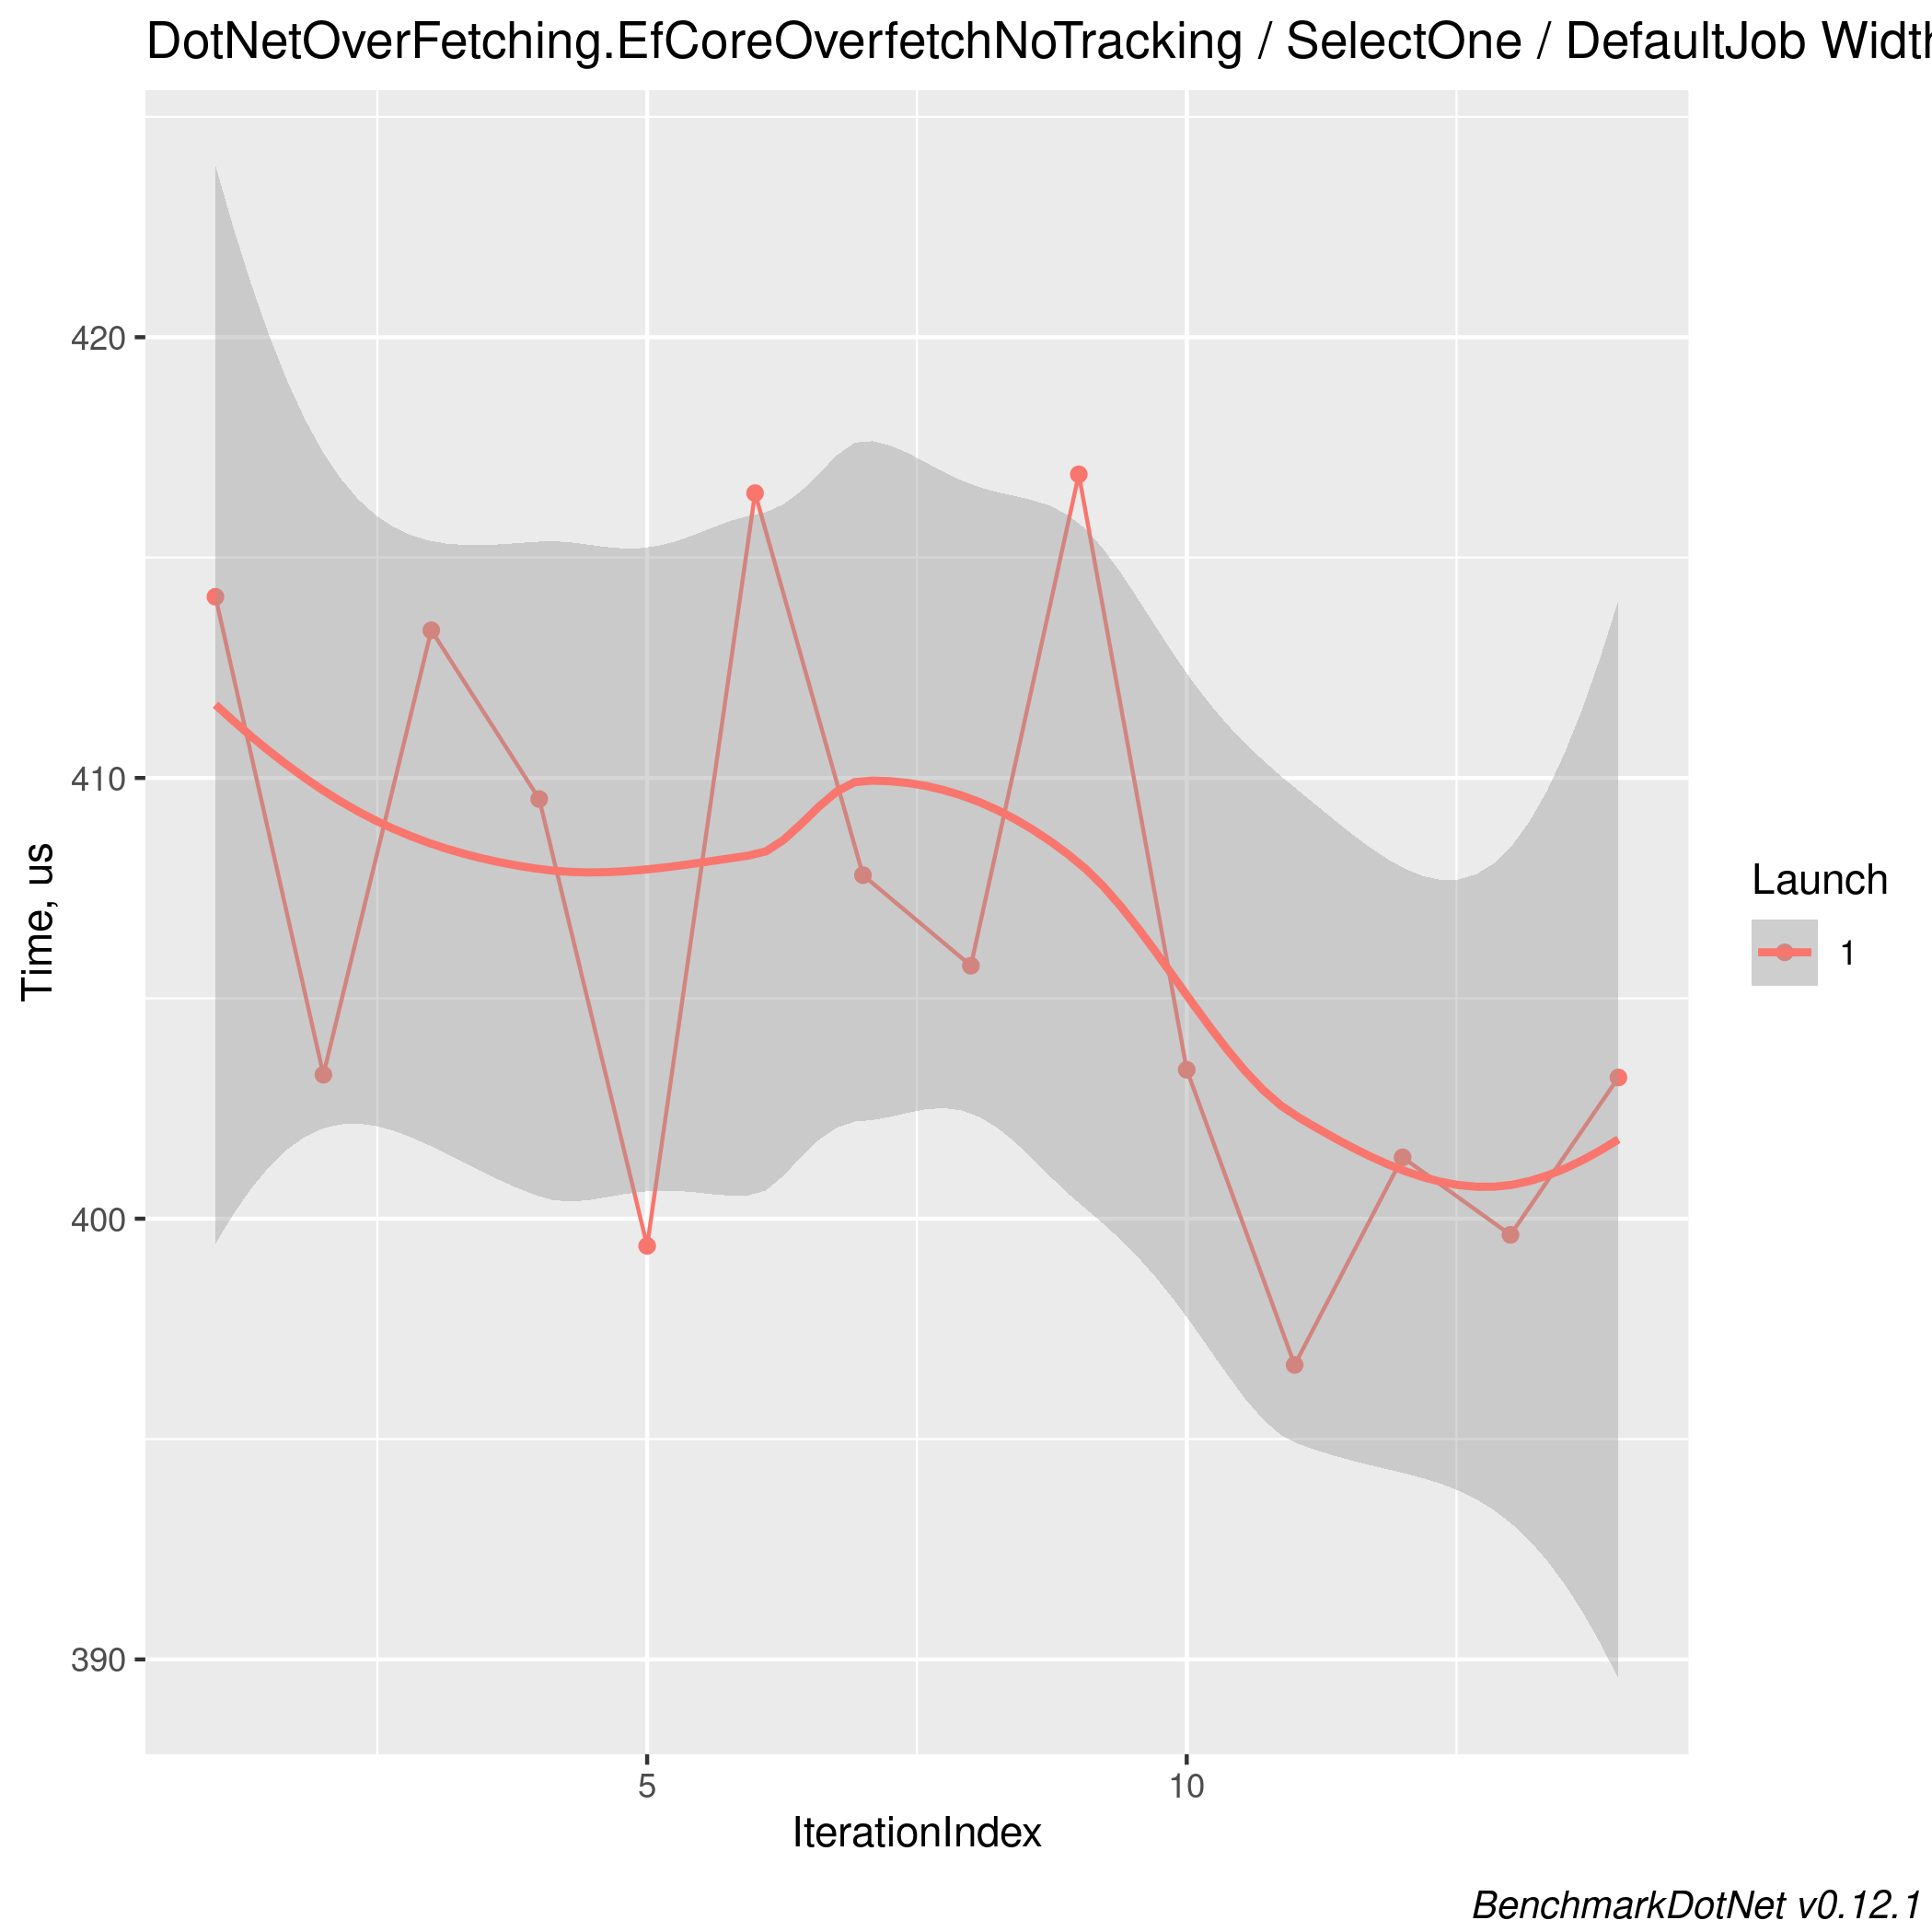 DotNetOverFetching.EfCoreOverfetchNoTracking / SelectOne / DefaultJob Width
420
410
400
390
Time, us
5
10
IterationIndex
Launch
1
BenchmarkDotNet v0.12.1